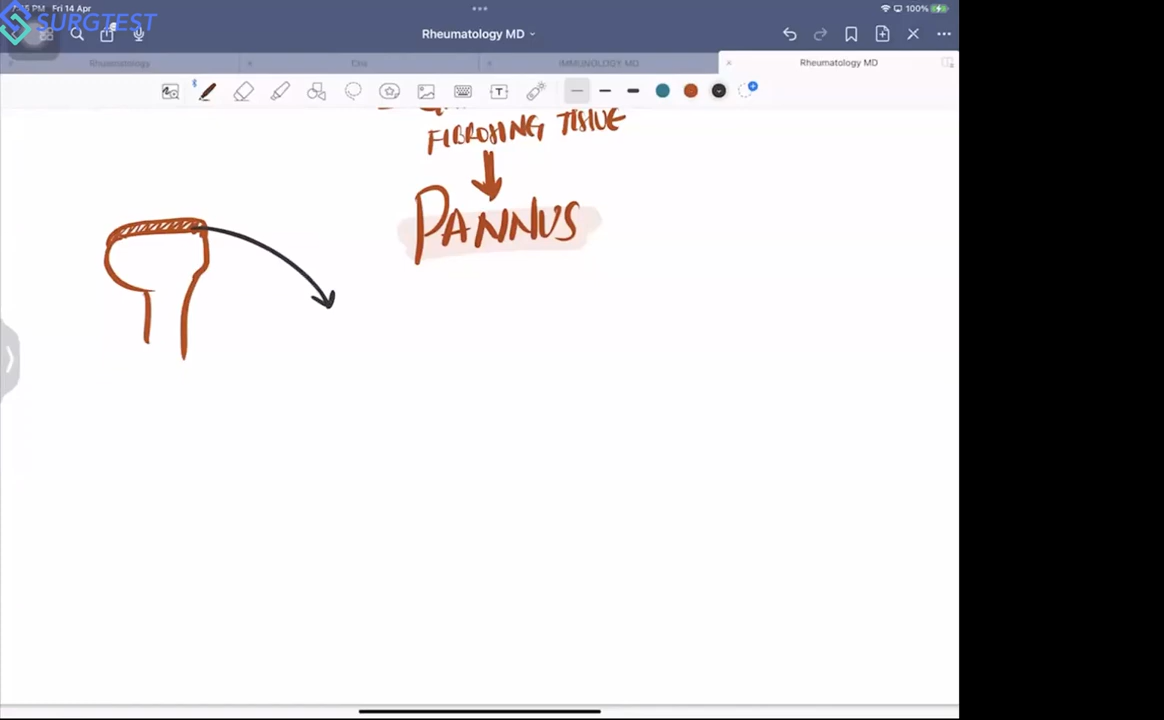 SURGTEST
Fri 14 Apr
100%
Rheumatology MD
Rheumatology
IMMUNOLOGY MD
Rheumatology MD
FIBROSING TISSUE
PANNUS